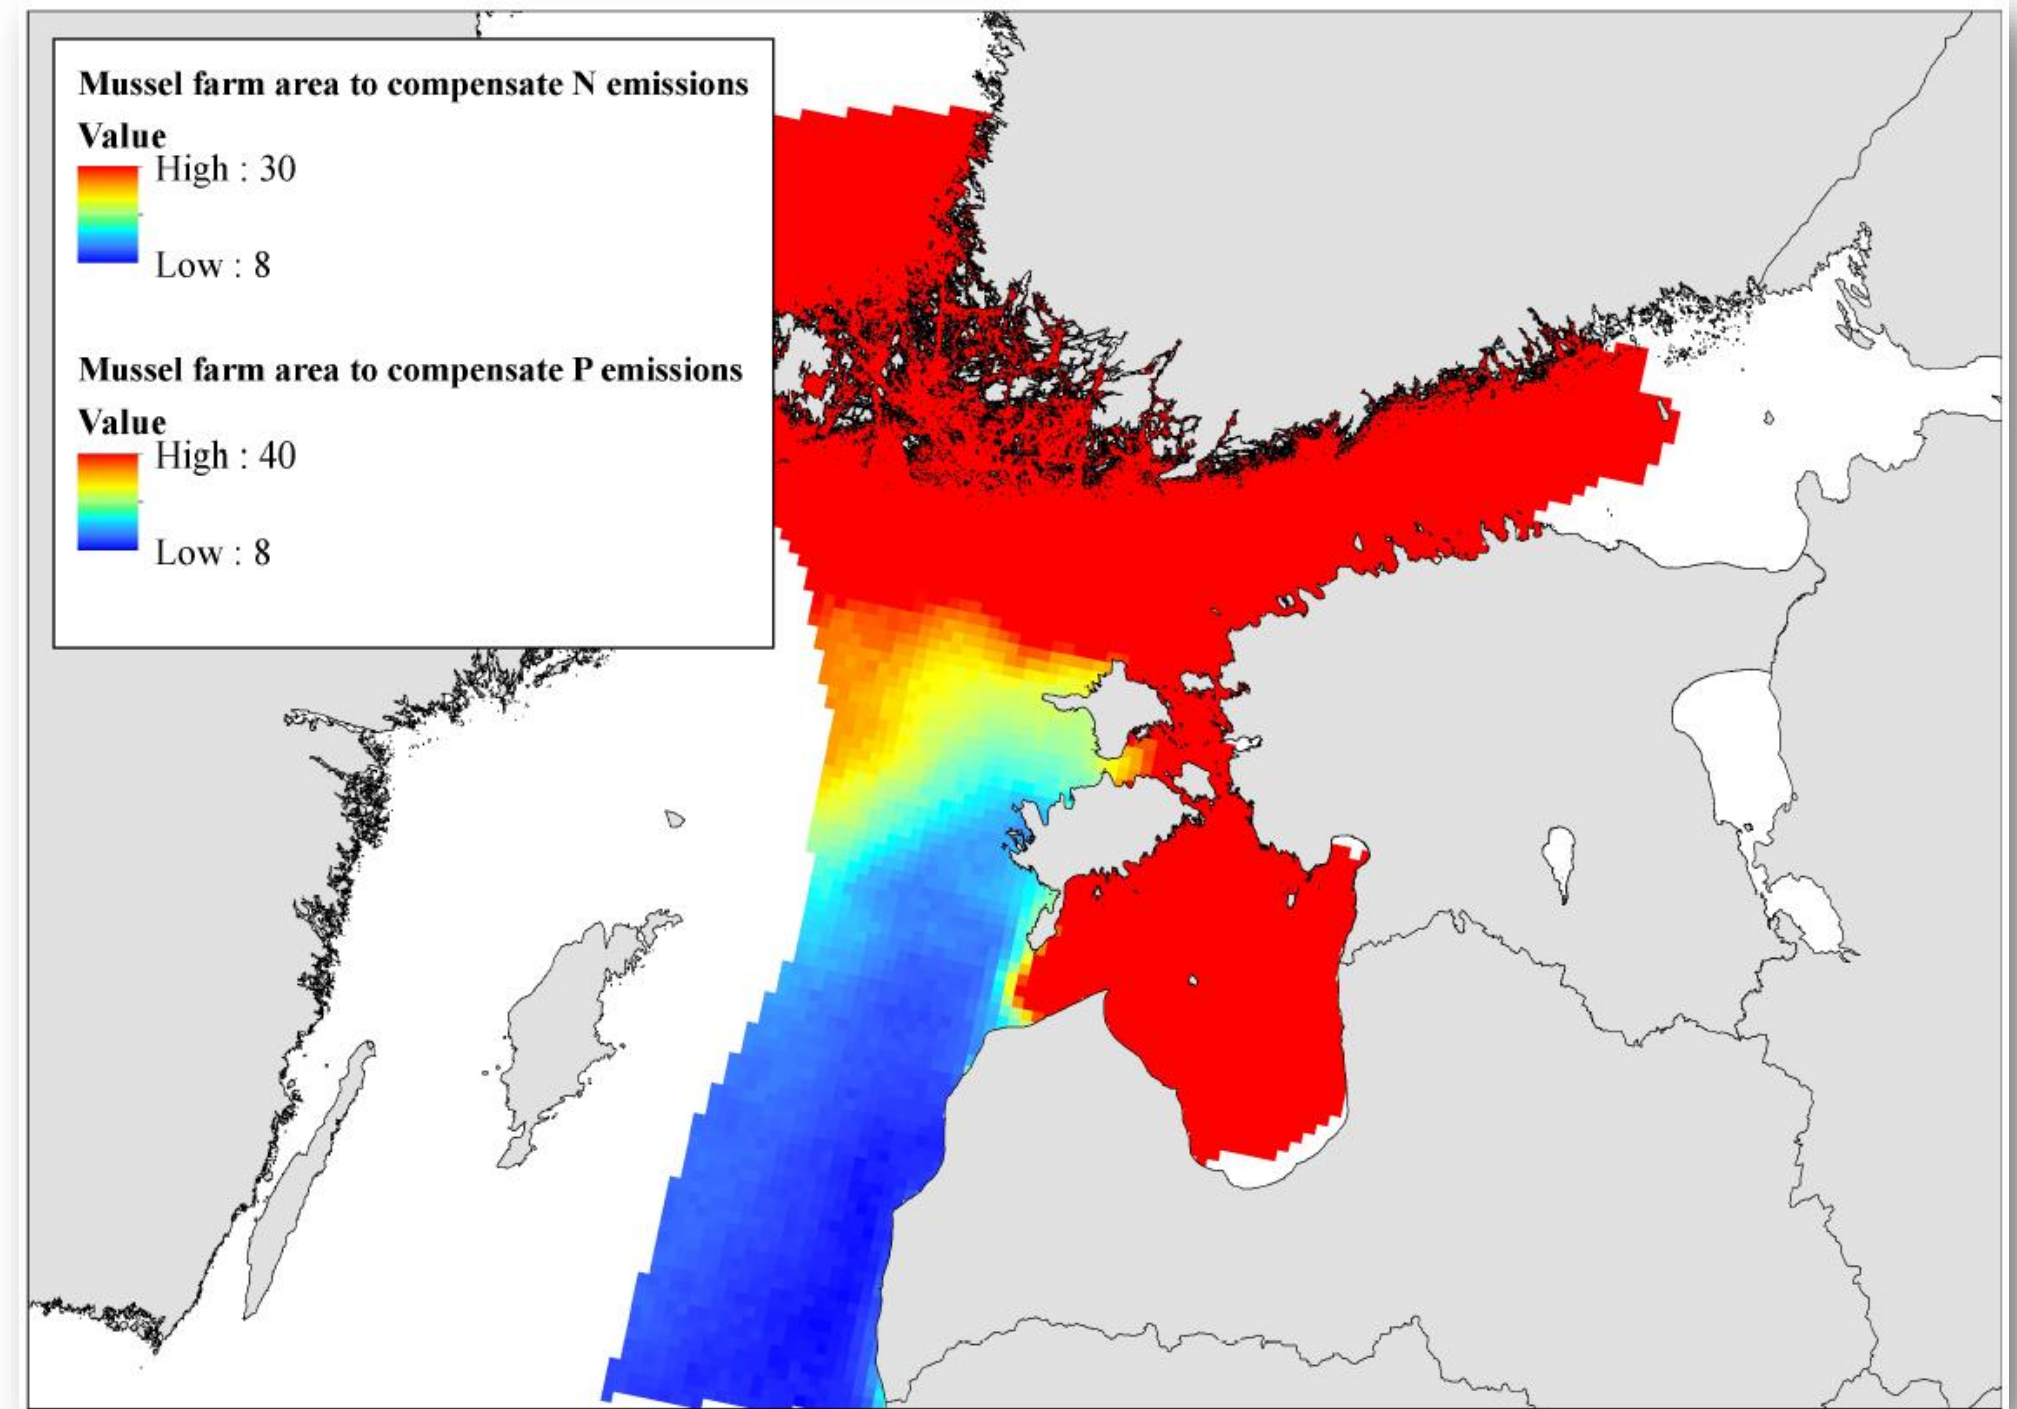 Mussel farm area to compensate N emissions
Value
High : 30
Low : 8
Mussel farm area to compensate P emissions
Value
High : 40
Low : 8